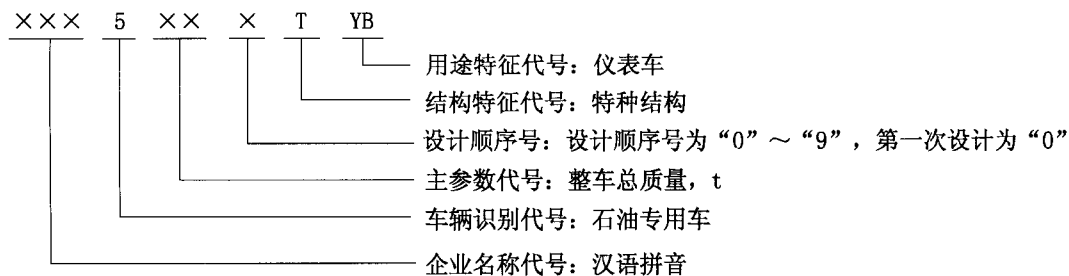 ××× 5 ×× × T YB
用途特征代号：仪表车
结构特征代号：特种结构
设计顺序号：设计顺序号为“0”～“9”，第一次设计为“0”
主参数代号：整车总质量，t
车辆识别代号：石油专用车
企业名称代号：汉语拼音